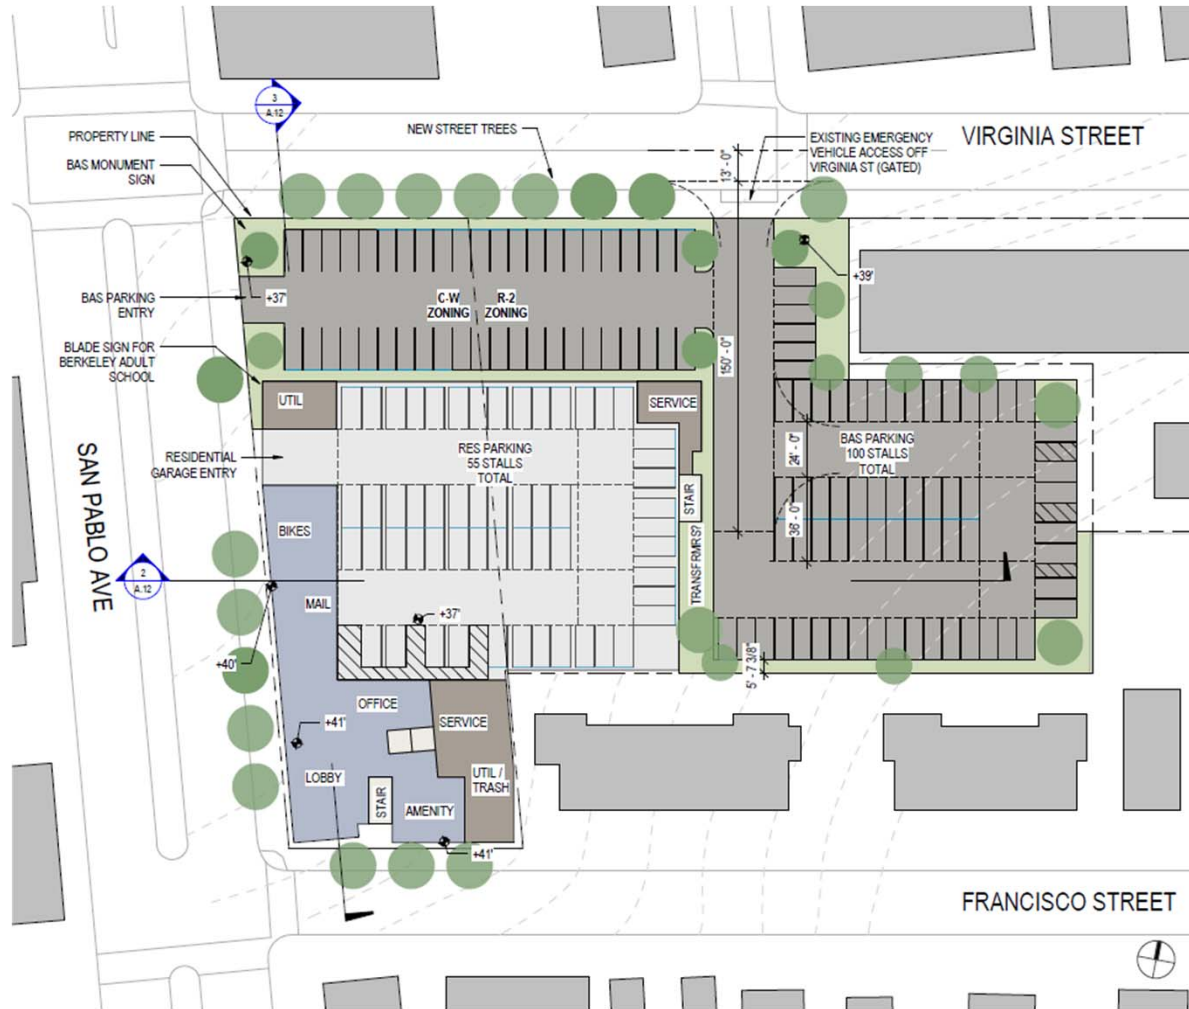 3
A.12
PROPERTY LINE
BAS MONUMENT
SIGN
NEW STREET TREES
13' - 0"
EXISTING EMERGENCY
VEHICLE ACCESS OFF
VIRGINIA ST (GATED)
VIRGINIA STREET
+39'
BAS PARKING
ENTRY
+37'
C-W
ZONING
R-2
ZONING
BLADE SIGN FOR
BERKELEY ADULT
SCHOOL
150' - 0"
UTIL
SERVICE
RESIDENTIAL
GARAGE ENTRY
RES PARKING
55 STALLS
TOTAL
24' - 0"
BAS PARKING
100 STALLS
TOTAL
SAN PABLO AVE
STAIR
BIKES
36' - 0"
TRANSFRMRS?
2
A.12
MAIL
+37'
+40'
5' - 7 3/8"
OFFICE
SERVICE
+41'
LOBBY
STAIR
UTIL /
TRASH
AMENITY
+41'
FRANCISCO STREET